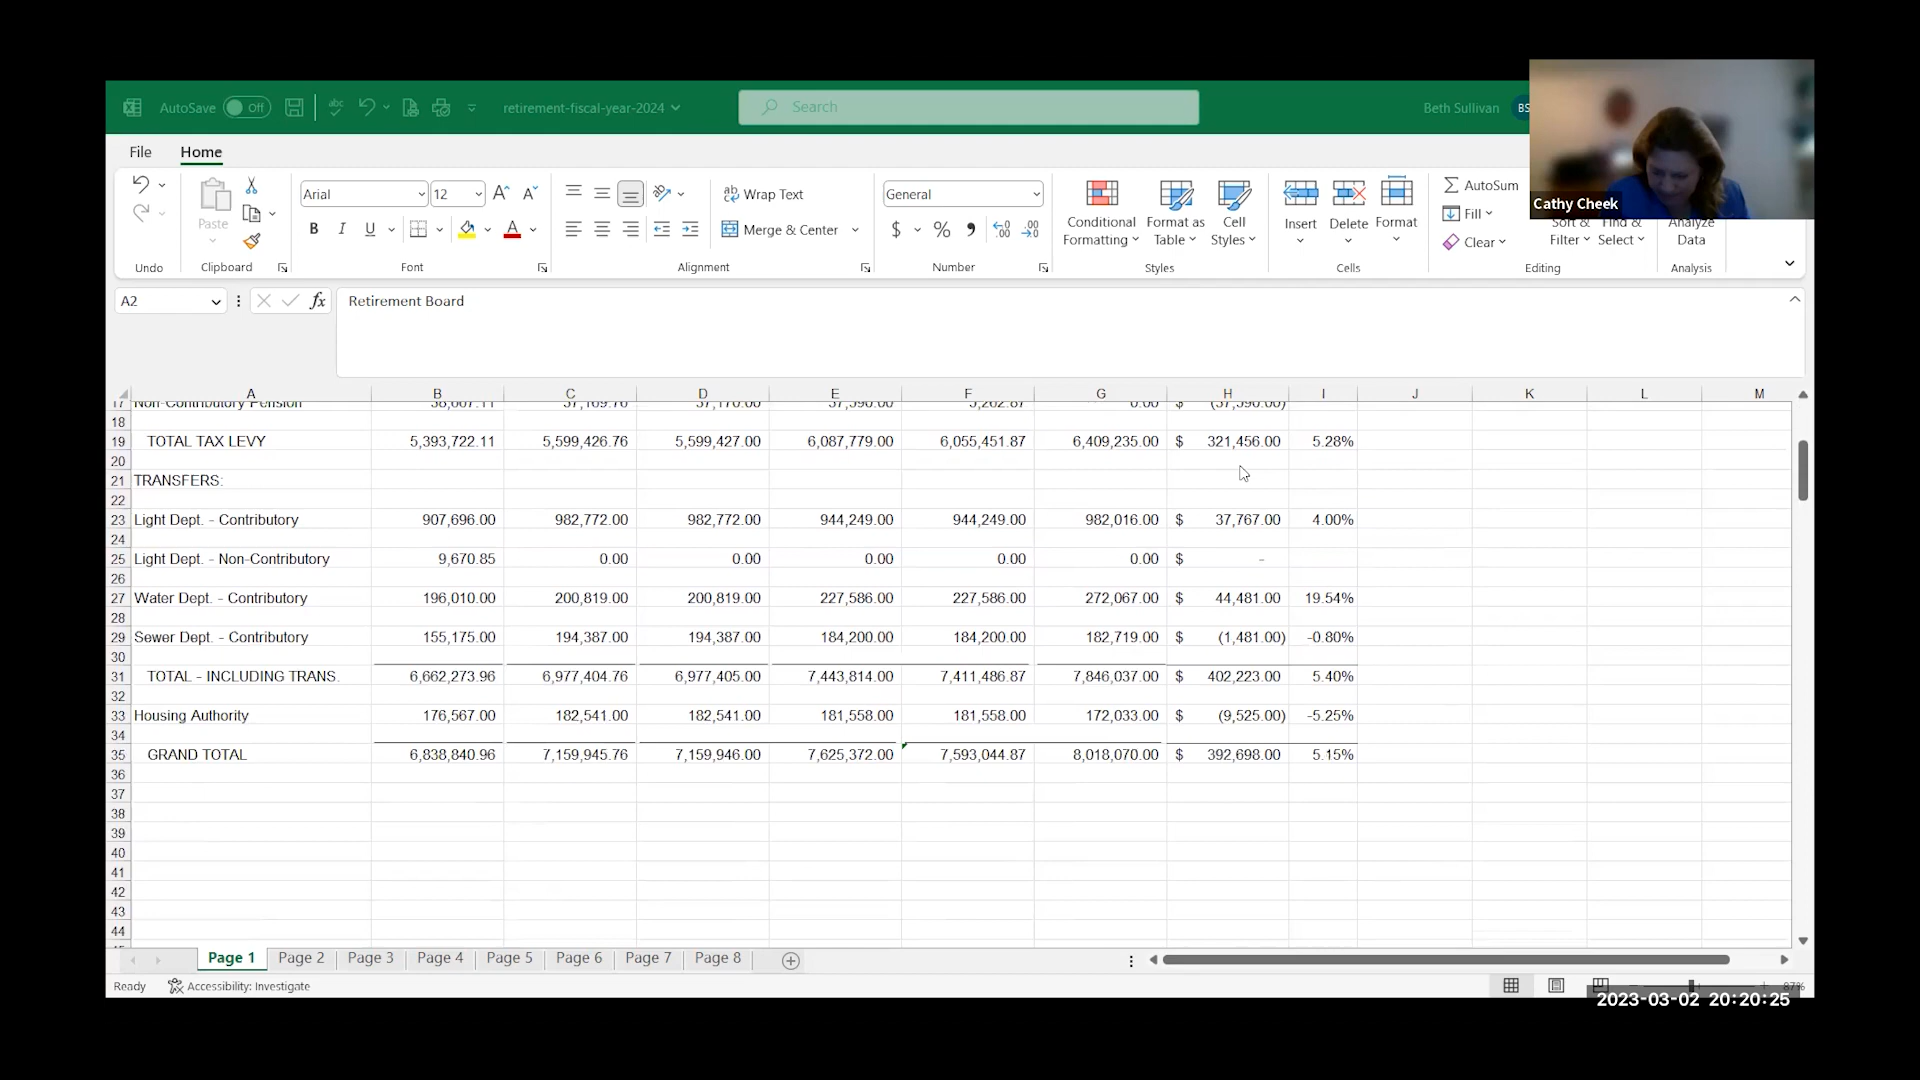 AutoSave Off retirement-fiscal-year-2024 Search Beth Sullivan BS
File Home
Cathy Cheek
Paste Arial 12 Wrap Text General Conditional Formatting Format as Table Cell Styles Insert Delete Format AutoSum
Merge & Center $ % Fill Sort & Filter Find & Select Analyze Data
B I U A Clear
Undo Clipboard Font Alignment Number Styles Cells Editing Analysis
A2 fx Retirement Board
A B C D E F G H I J K L M
17 Non-Contributory Pension 38,667.11 37,169.76 37,170.00 37,590.00 5,262.87 0.00 $ (37,590.00)
18
19 TOTAL TAX LEVY 5,393,722.11 5,599,426.76 5,599,427.00 6,087,779.00 6,055,451.87 6,409,235.00 $ 321,456.00 5.28%
20
21 TRANSFERS:
22
23 Light Dept. - Contributory 907,696.00 982,772.00 982,772.00 944,249.00 944,249.00 982,016.00 $ 37,767.00 4.00%
24
25 Light Dept. - Non-Contributory 9,670.85 0.00 0.00 0.00 0.00 0.00 $ -
26
27 Water Dept. - Contributory 196,010.00 200,819.00 200,819.00 227,586.00 227,586.00 272,067.00 $ 44,481.00 19.54%
28
29 Sewer Dept. - Contributory 155,175.00 194,387.00 194,387.00 184,200.00 184,200.00 182,719.00 $ (1,481.00) -0.80%
30
31 TOTAL - INCLUDING TRANS. 6,662,273.96 6,977,404.76 6,977,405.00 7,443,814.00 7,411,486.87 7,846,037.00 $ 402,223.00 5.40%
32
33 Housing Authority 176,567.00 182,541.00 182,541.00 181,558.00 181,558.00 172,033.00 $ (9,525.00) -5.25%
34
35 GRAND TOTAL 6,838,840.96 7,159,945.76 7,159,946.00 7,625,372.00 7,593,044.87 8,018,070.00 $ 392,698.00 5.15%
36
37
38
39
40
41
42
43
44
Page 1 Page 2 Page 3 Page 4 Page 5 Page 6 Page 7 Page 8
Ready Accessibility: Investigate 87%
2023-03-02 20:20:25